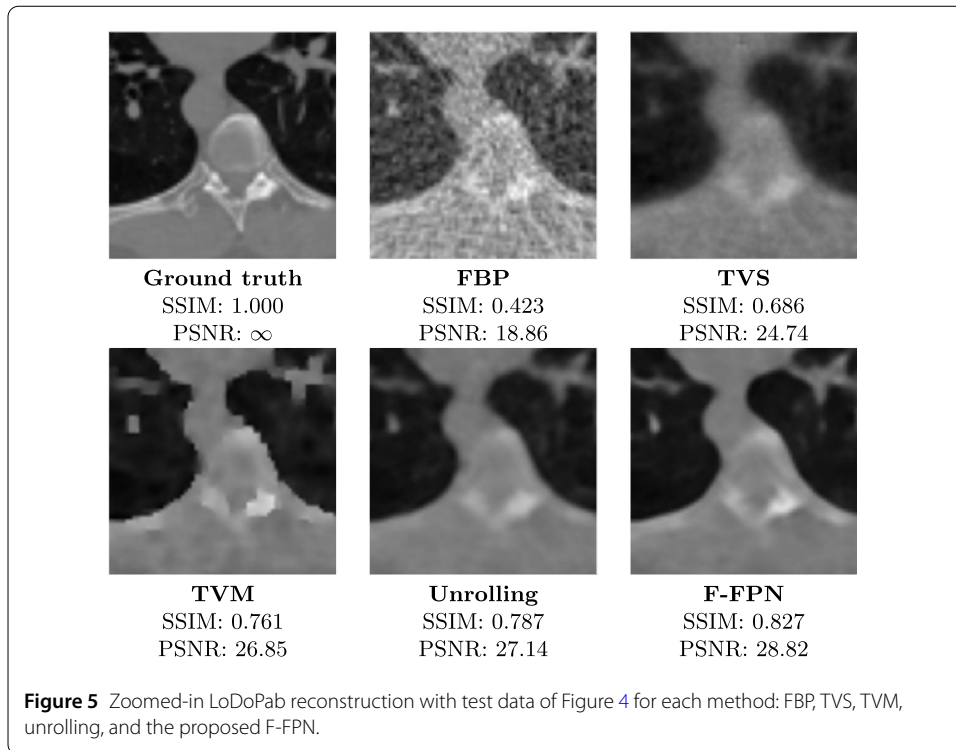 Ground truth
SSIM: 1.000
PSNR: ∞
FBP
SSIM: 0.423
PSNR: 18.86
TVS
SSIM: 0.686
PSNR: 24.74
TVM
SSIM: 0.761
PSNR: 26.85
Unrolling
SSIM: 0.787
PSNR: 27.14
F-FPN
SSIM: 0.827
PSNR: 28.82
Figure 5 Zoomed-in LoDoPab reconstruction with test data of Figure 4 for each method: FBP, TVS, TVM,
unrolling, and the proposed F-FPN.